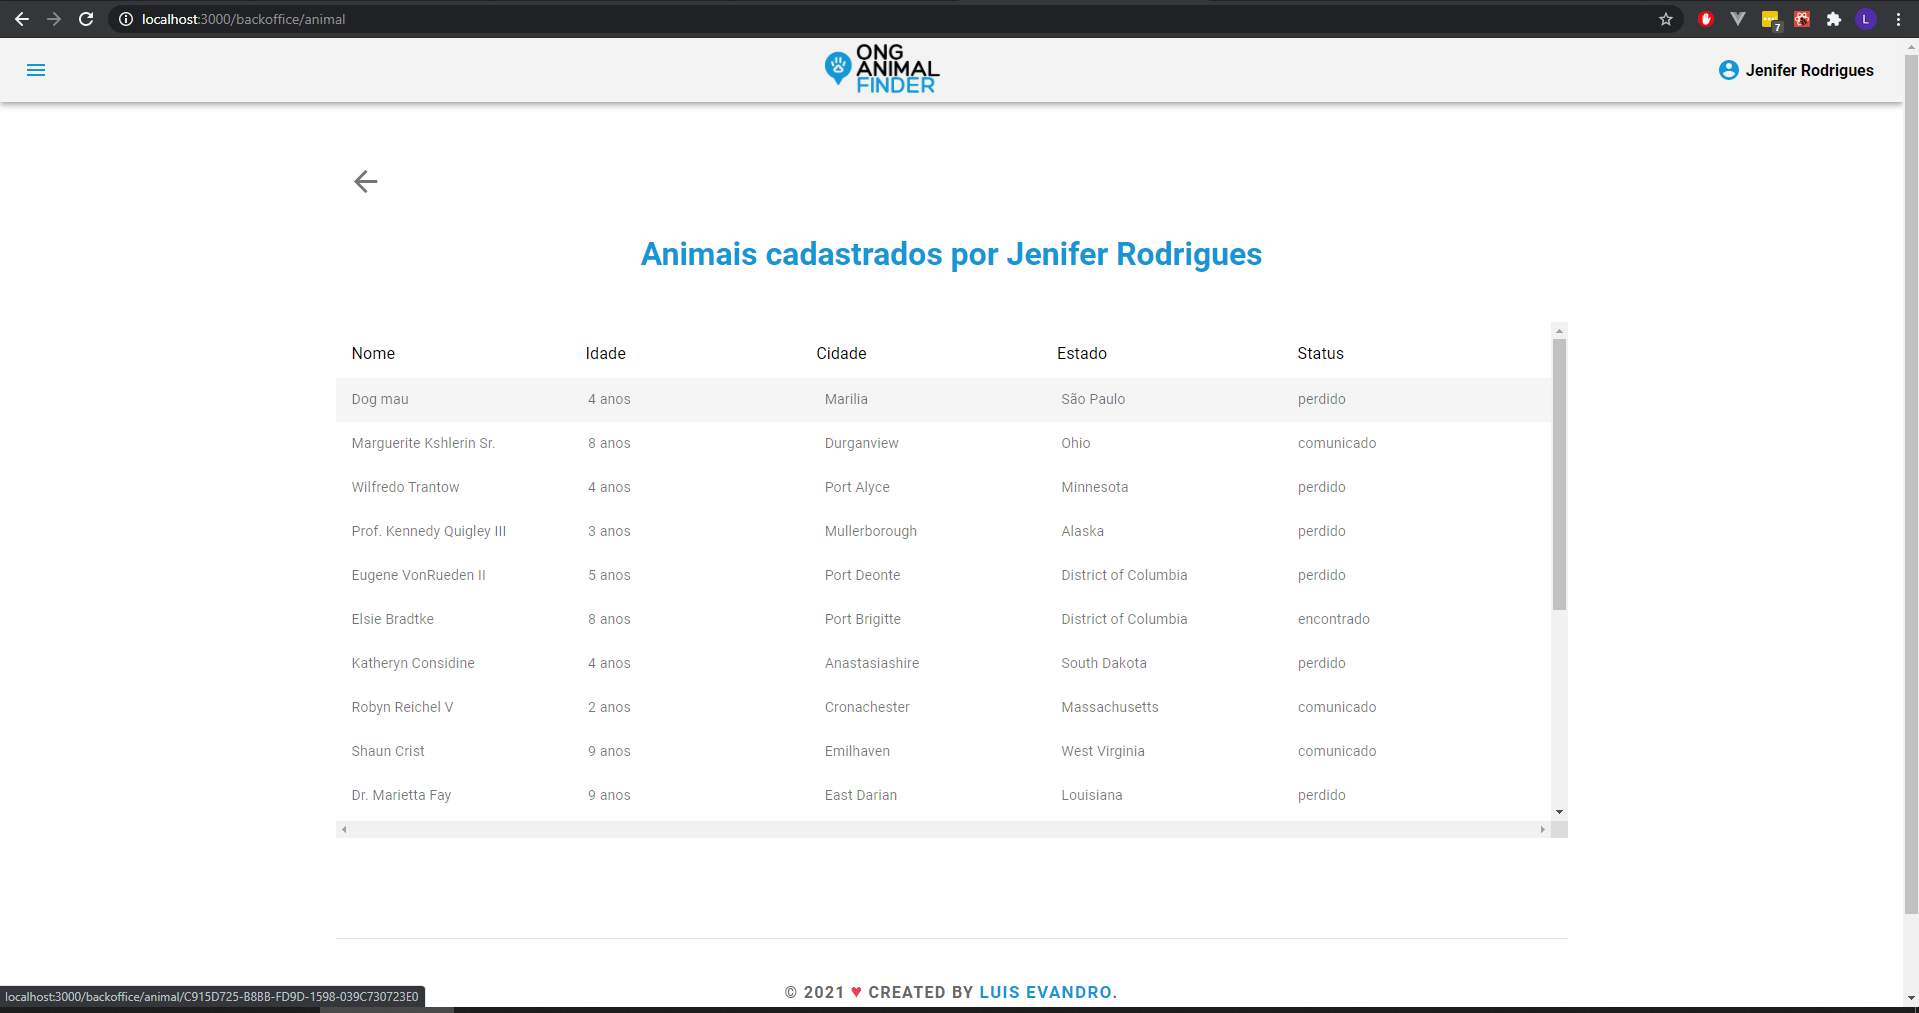 localhost:3000/backoffice/animal
7
L
ONG
ANIMAL
FINDER
Jenifer Rodrigues
Animais cadastrados por Jenifer Rodrigues
Nome Idade Cidade Estado Status
Dog mau 4 anos Marilia São Paulo perdido
Marguerite Kshlerin Sr. 8 anos Durganview Ohio comunicado
Wilfredo Trantow 4 anos Port Alyce Minnesota perdido
Prof. Kennedy Quigley III 3 anos Mullerborough Alaska perdido
Eugene VonRueden II 5 anos Port Deonte District of Columbia perdido
Elsie Bradtke 8 anos Port Brigitte District of Columbia encontrado
Katheryn Considine 4 anos Anastasiashire South Dakota perdido
Robyn Reichel V 2 anos Cronachester Massachusetts comunicado
Shaun Crist 9 anos Emilhaven West Virginia comunicado
Dr. Marietta Fay 9 anos East Darian Louisiana perdido
© 2021 ♥ CREATED BY LUIS EVANDRO.
localhost:3000/backoffice/animal/C915D725-B8BB-FD9D-1598-039C730723E0